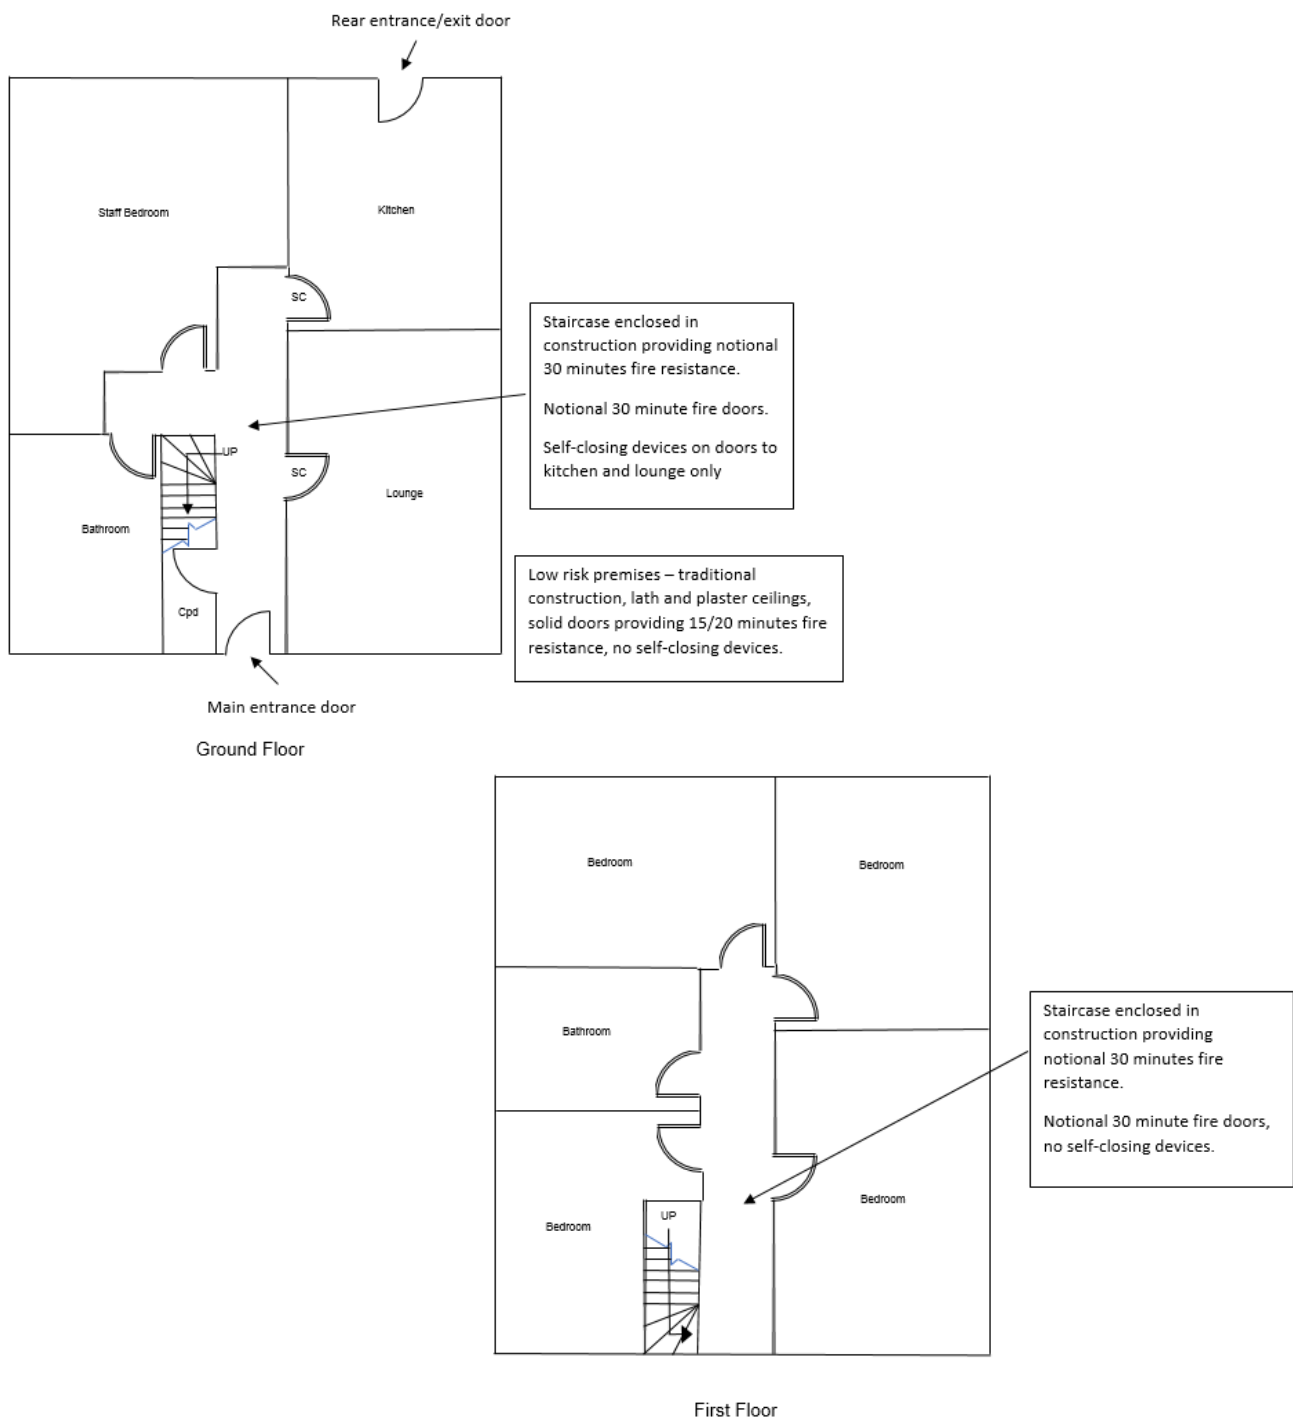 Rear entrance/exit door
Staff Bedroom
Kitchen
SC
Staircase enclosed in
construction providing notional
30 minutes fire resistance.
Notional 30 minute fire doors.
Self-closing devices on doors to
kitchen and lounge only
UP
SC
Lounge
Bathroom
Low risk premises – traditional
construction, lath and plaster ceilings,
solid doors providing 15/20 minutes fire
resistance, no self-closing devices.
Cpd
Main entrance door
Ground Floor
Bedroom
Bedroom
Bathroom
Staircase enclosed in
construction providing
notional 30 minutes fire
resistance.
Notional 30 minute fire doors,
no self-closing devices.
Bedroom
UP
Bedroom
First Floor